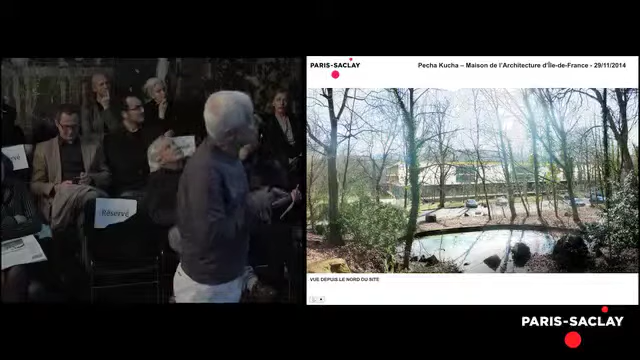 PARIS-SACLAY
Pecha Kucha – Maison de l'Architecture d'Île-de-France - 29/11/2014
Réservé
VUE DEPUIS LE NORD DU SITE
PARIS-SACLAY